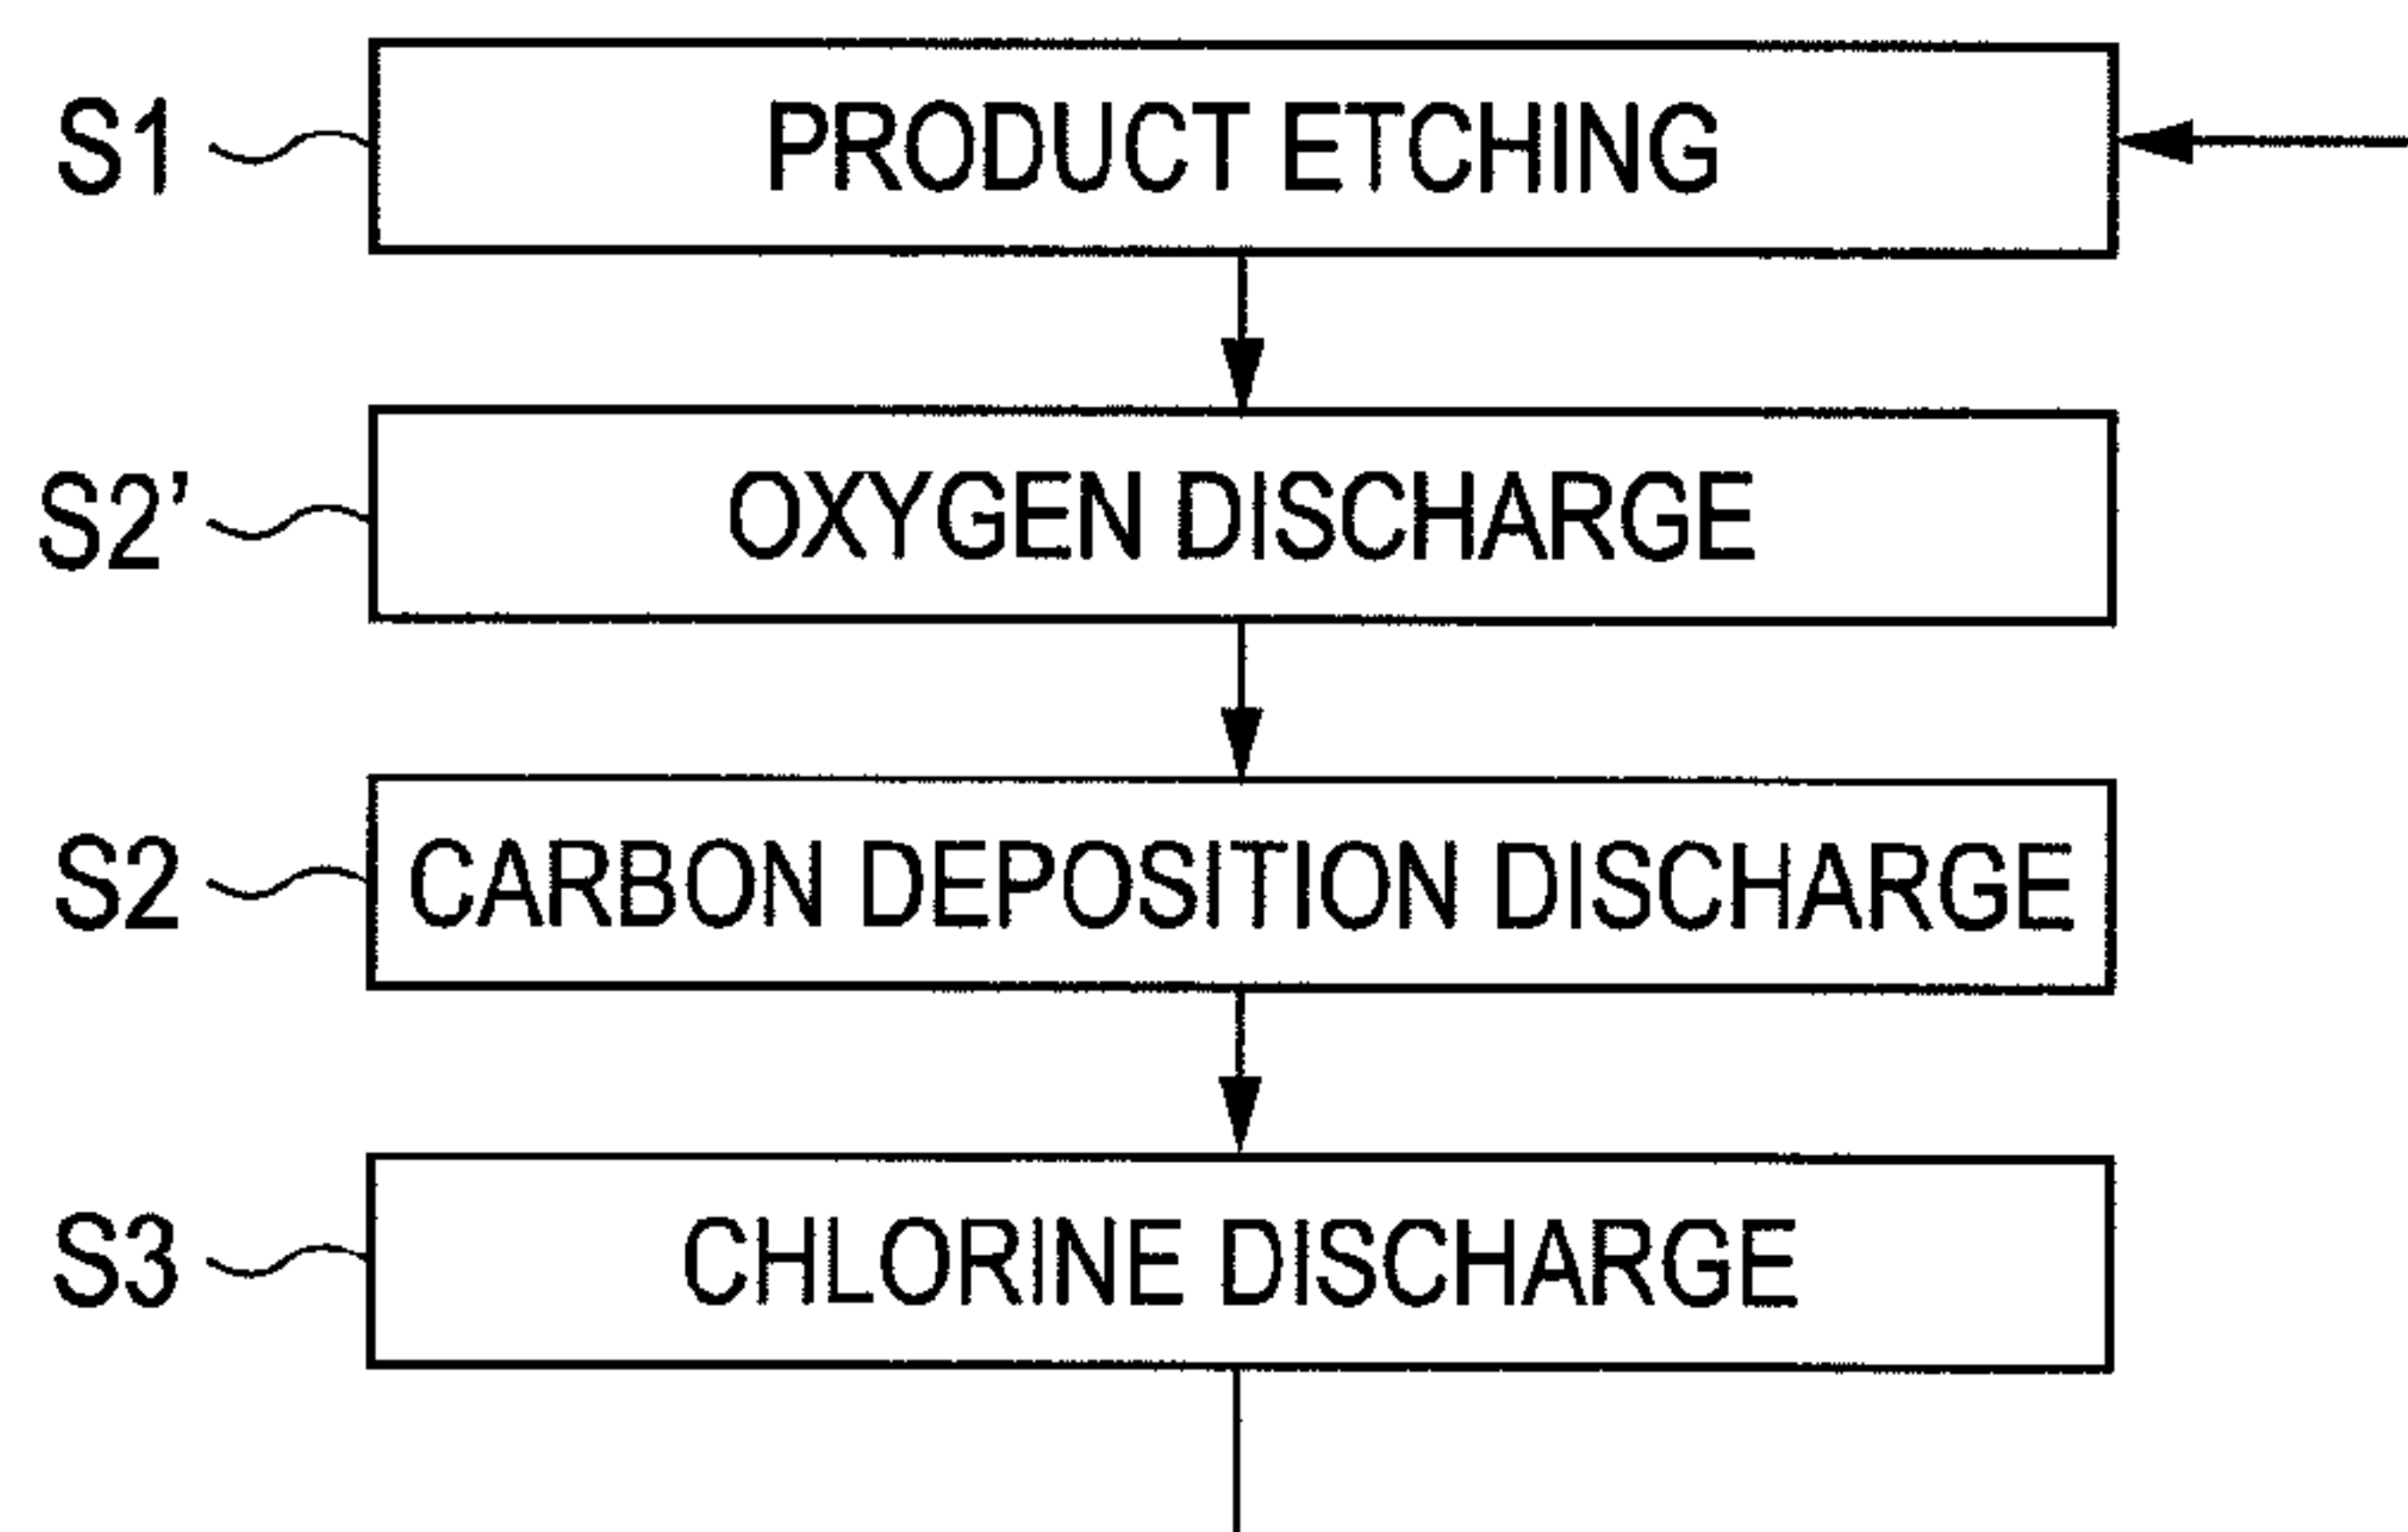 S1 PRODUCT ETCHING
S2' OXYGEN DISCHARGE
S2 CARBON DEPOSITION DISCHARGE
S3 CHLORINE DISCHARGE